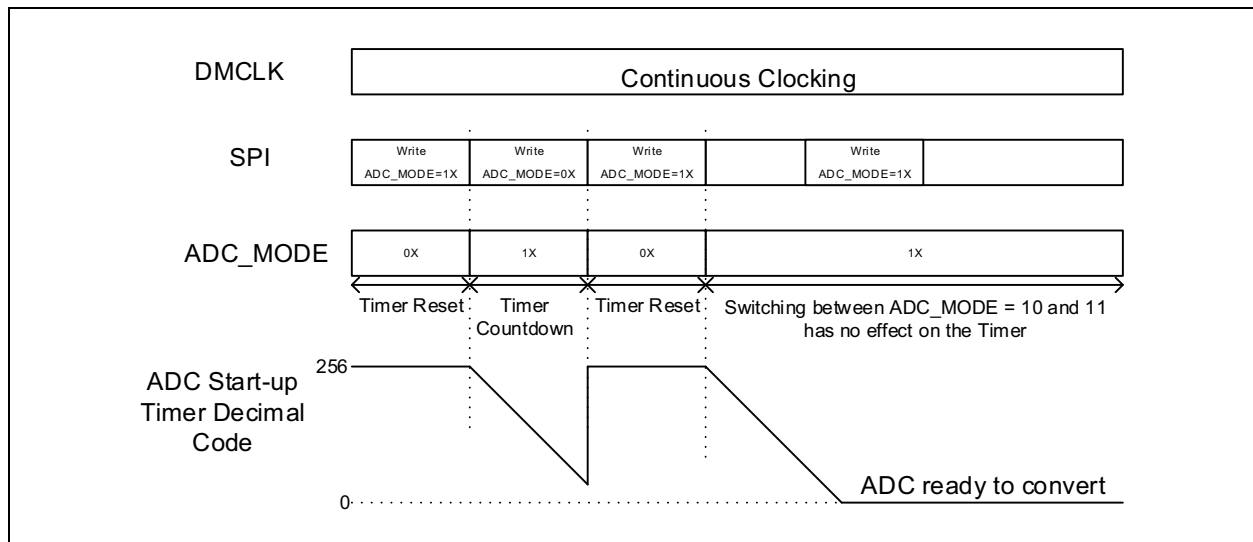 DMCLK
Continuous Clocking
SPI
Write
ADC_MODE=1X
Write
ADC_MODE=0X
Write
ADC_MODE=1X
Write
ADC_MODE=1X
ADC_MODE
0X
1X
0X
1X
Timer Reset
Timer
Countdown
Timer Reset
Switching between ADC_MODE = 10 and 11
has no effect on the Timer
ADC Start-up
Timer Decimal
Code
256
0
ADC ready to convert